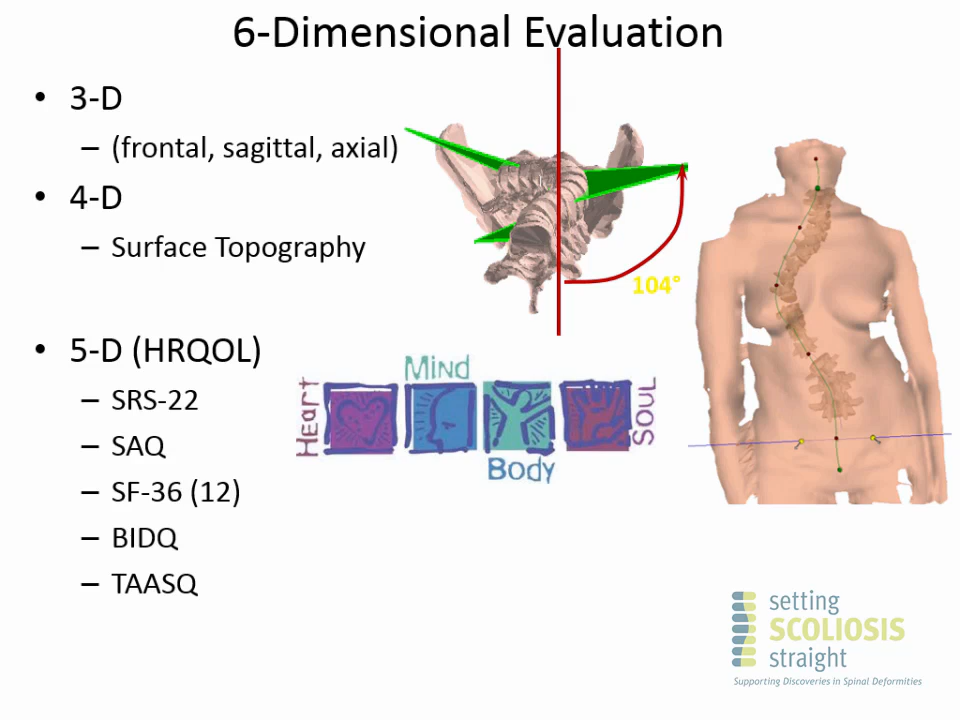 6-Dimensional Evaluation
• 3-D
– (frontal, sagittal, axial)
• 4-D
– Surface Topography
104°
• 5-D (HRQOL)
– SRS-22
– SAQ
– SF-36 (12)
– BIDQ
– TAASQ
Heart
Mind
Body
SOUL
setting
SCOLIOSIS
straight
Supporting Discoveries in Spinal Deformities